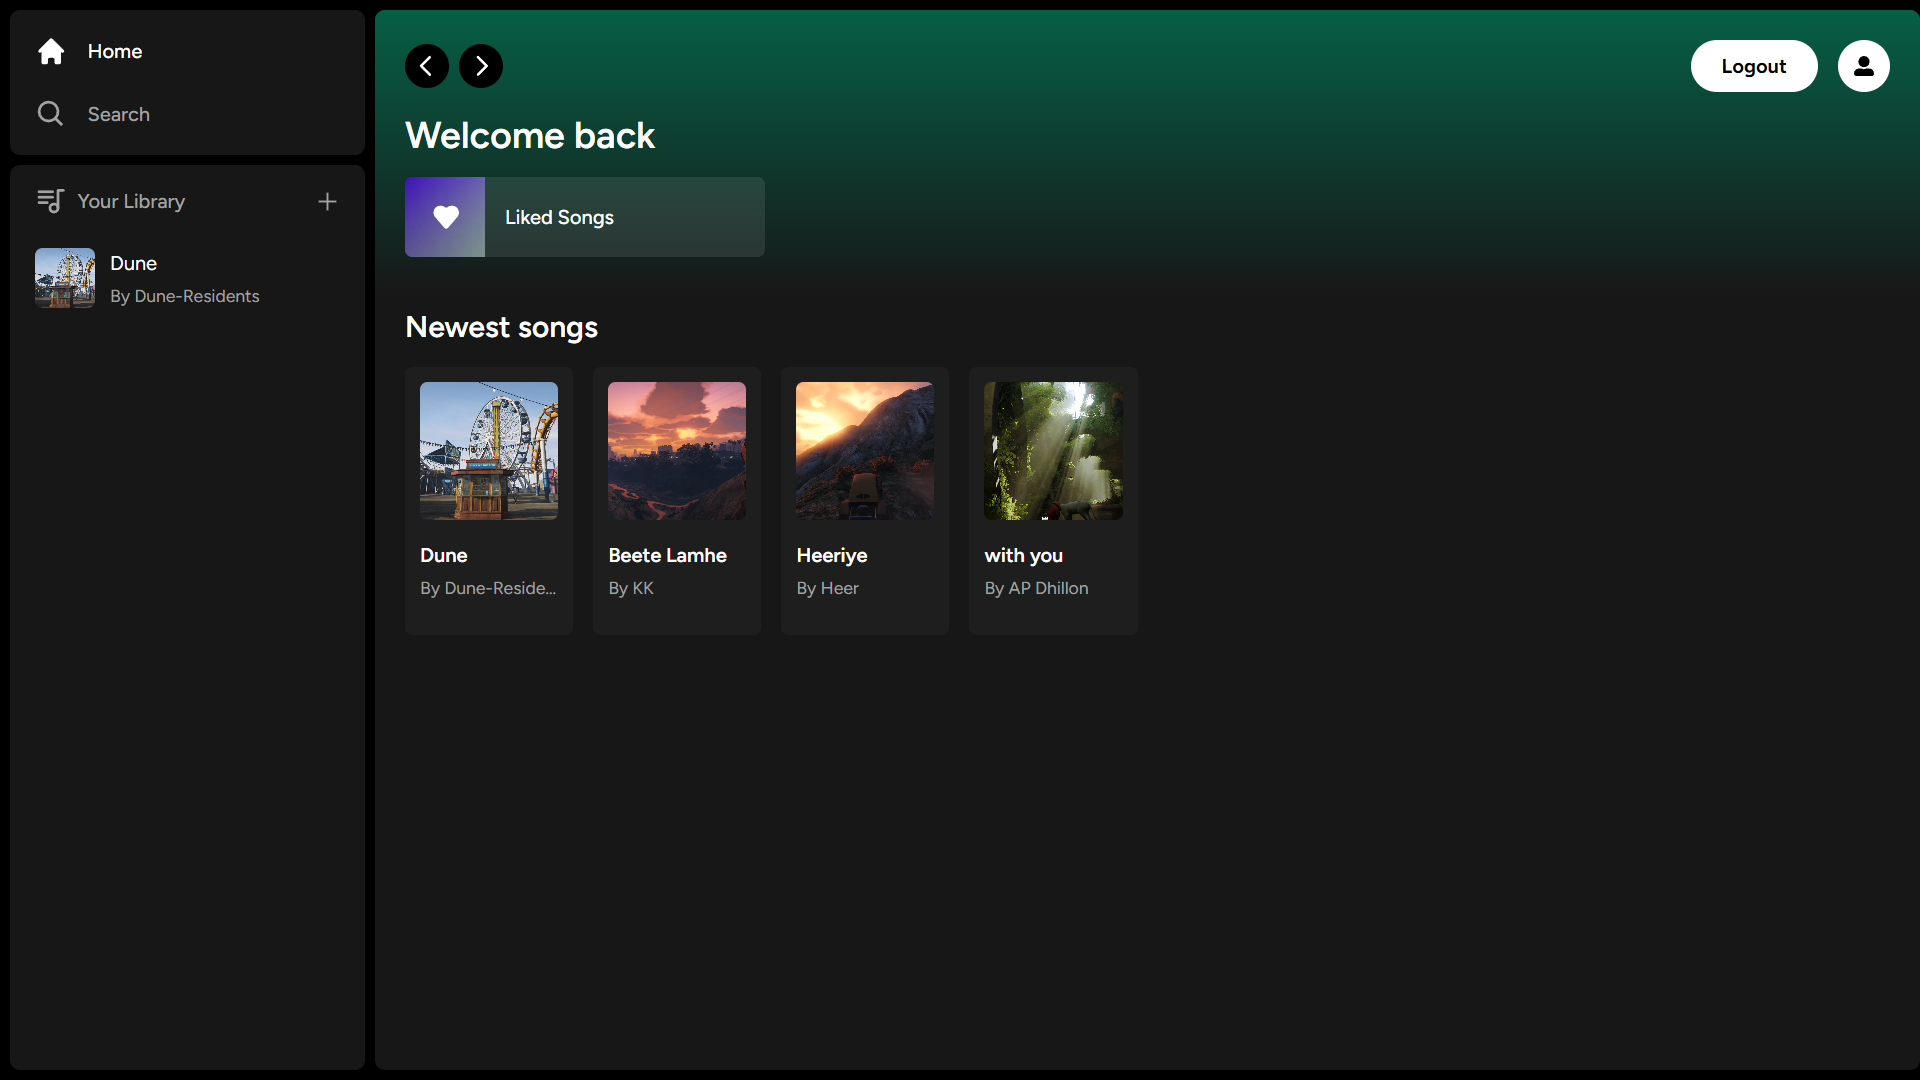 Home
Search
Your Library
Dune
By Dune-Residents
Logout
Welcome back
Liked Songs
Newest songs
Dune
By Dune-Reside...
Beete Lamhe
By KK
Heeriye
By Heer
with you
By AP Dhillon